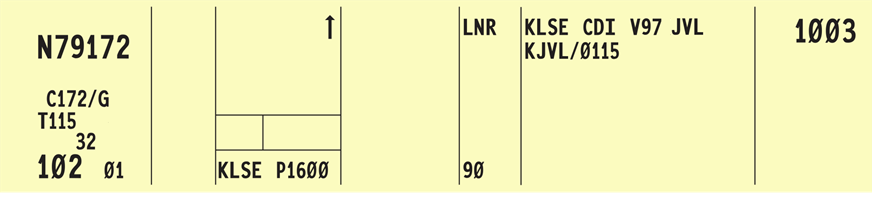 N79172
C172/G
T115
32
1Ø2 Ø1
↑
KLSE P16ØØ
LNR
9Ø
KLSE CDI V97 JVL
KJVL/Ø115
1ØØ3